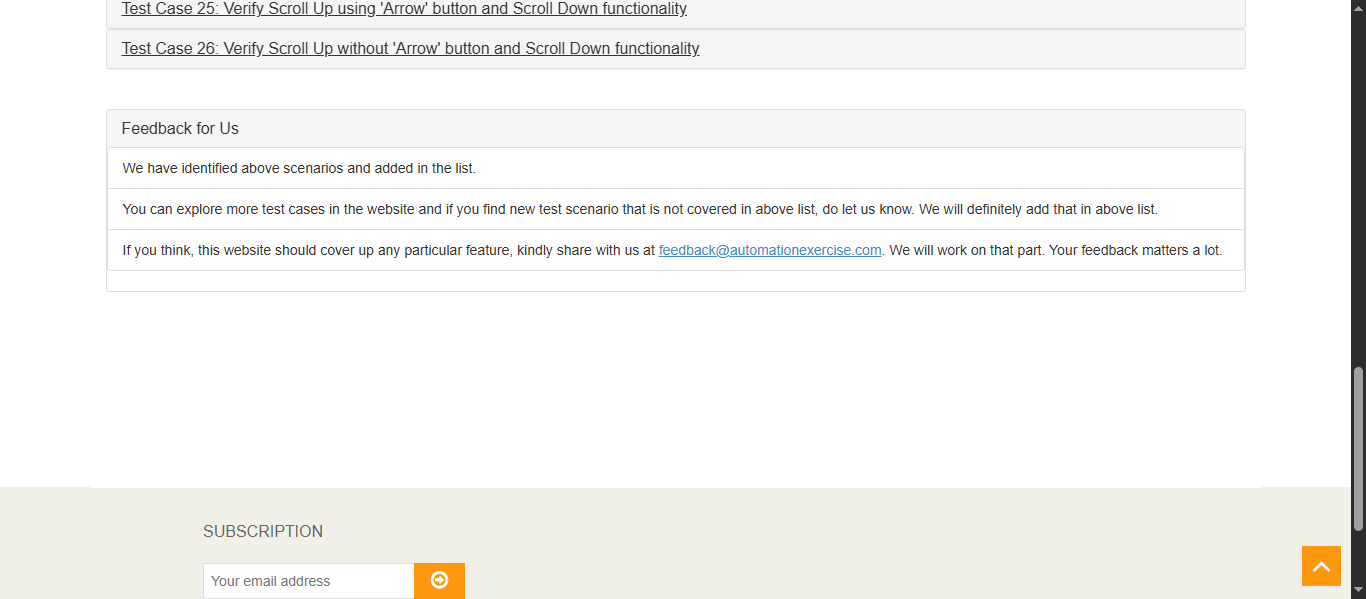 Test Case 25: Verify Scroll Up using 'Arrow' button and Scroll Down functionality
Test Case 26: Verify Scroll Up without 'Arrow' button and Scroll Down functionality
Feedback for Us
We have identified above scenarios and added in the list.
You can explore more test cases in the website and if you find new test scenario that is not covered in above list, do let us know. We will definitely add that in above list.
If you think, this website should cover up any particular feature, kindly share with us at feedback@automationexercise.com. We will work on that part. Your feedback matters a lot.
SUBSCRIPTION
Your email address